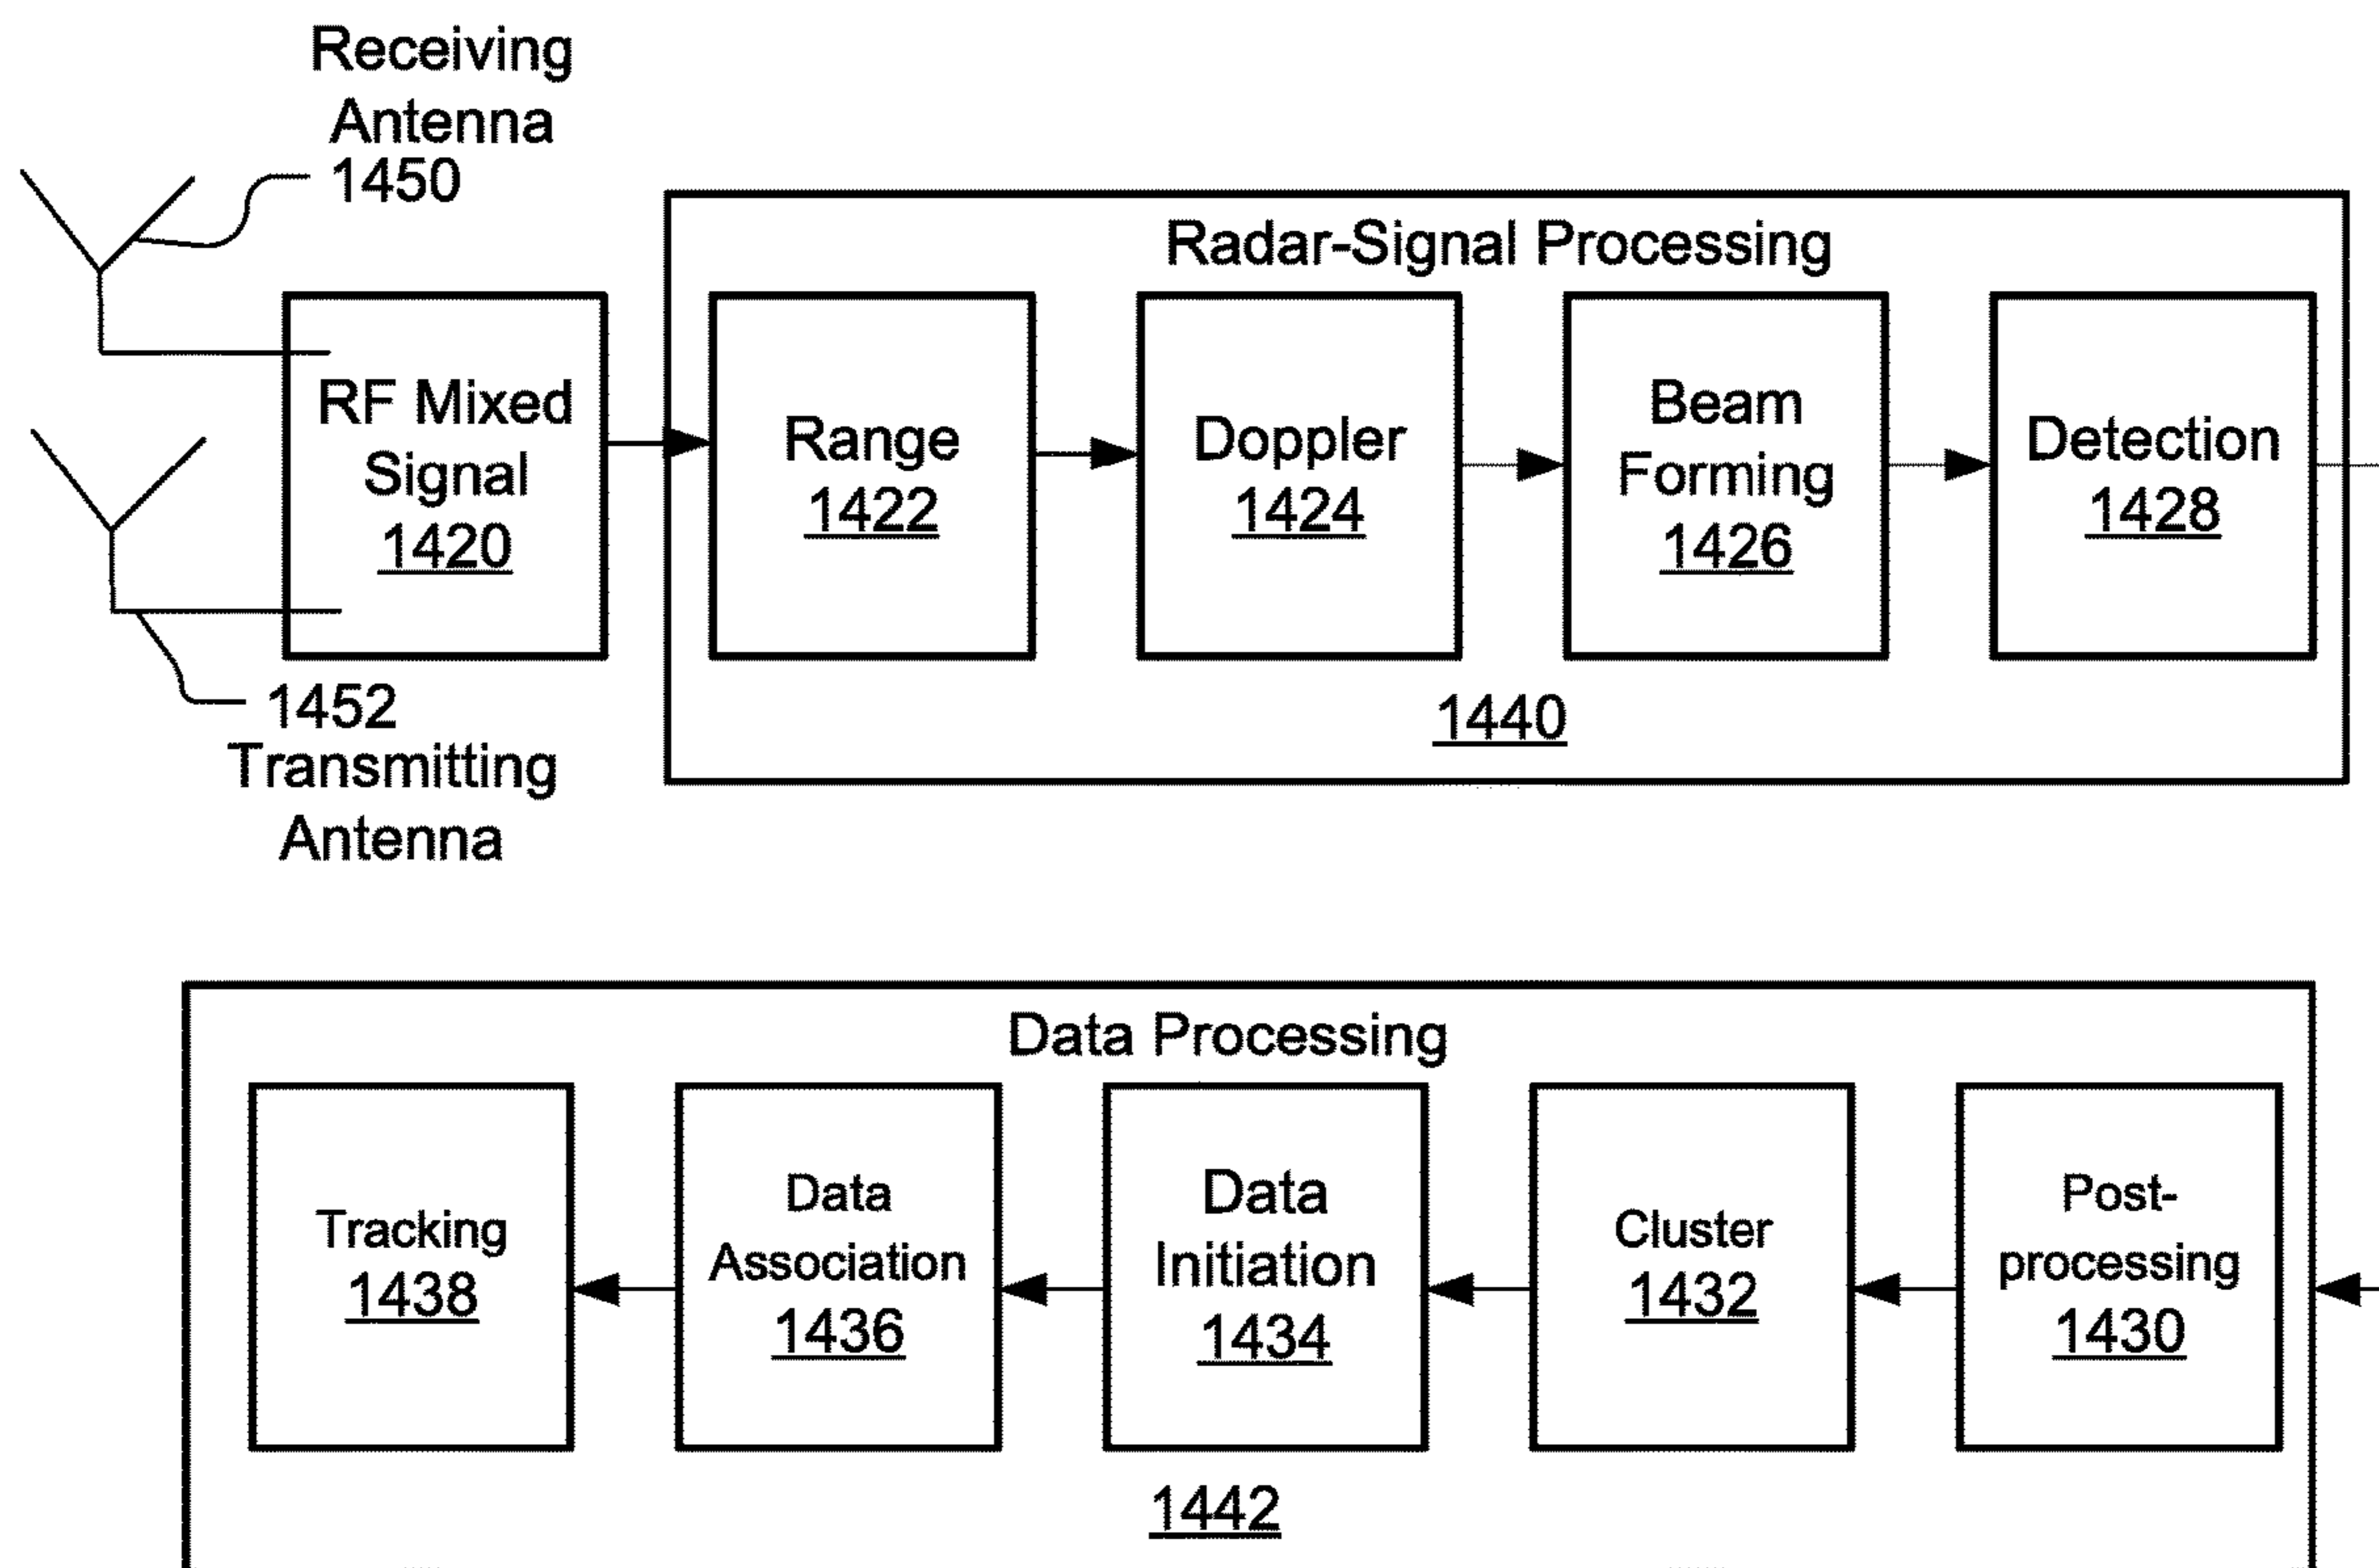 Receiving
Antenna
1450
Radar-Signal Processing
RF Mixed
Signal
1420
Range
1422
Doppler
1424
Beam
Forming
1426
Detection
1428
1440
1452
Transmitting
Antenna
Data Processing
Tracking
1438
Data
Association
1436
Data
Initiation
1434
Cluster
1432
Post-
processing
1430
1442